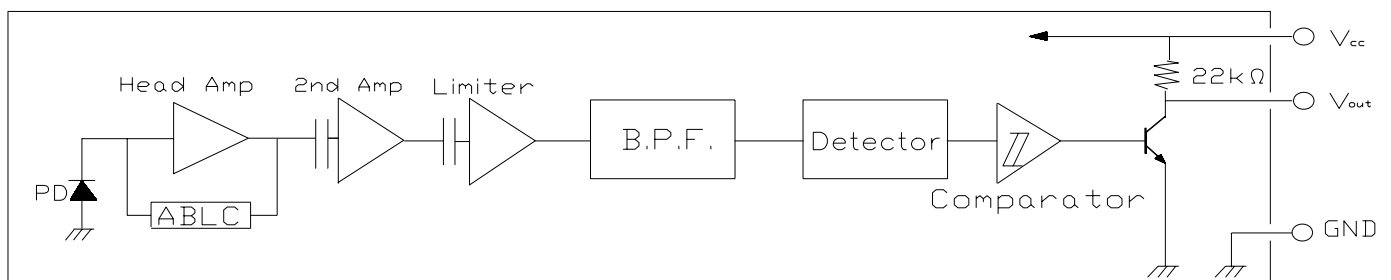 Head Amp
2nd Amp
Limiter
Vcc
22kΩ
Vout
B.P.F.
Detector
PD
ABLC
Comparator
GND